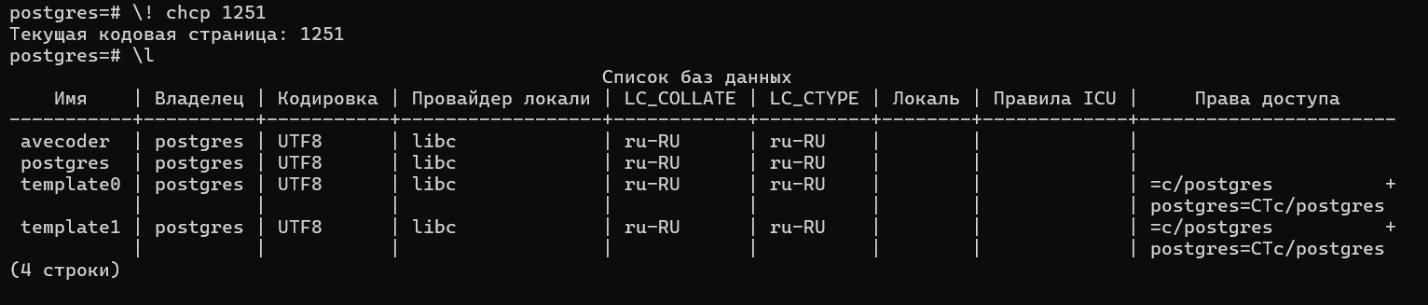 postgres=# \! chcp 1251
Текущая кодовая страница: 1251
postgres=# \l
                                                     Список баз данных
    Имя    | Владелец | Кодировка | Провайдер локали | LC_COLLATE | LC_CTYPE | Локаль | Правила ICU |     Права доступа
-----------+----------+-----------+------------------+------------+----------+--------+-------------+-----------------------
 avecoder  | postgres | UTF8      | libc             | ru-RU      | ru-RU    |        |             |
 postgres  | postgres | UTF8      | libc             | ru-RU      | ru-RU    |        |             |
 template0 | postgres | UTF8      | libc             | ru-RU      | ru-RU    |        |             | =c/postgres          +
           |          |           |                  |            |          |        |             | postgres=CTc/postgres
 template1 | postgres | UTF8      | libc             | ru-RU      | ru-RU    |        |             | =c/postgres          +
           |          |           |                  |            |          |        |             | postgres=CTc/postgres
(4 строки)